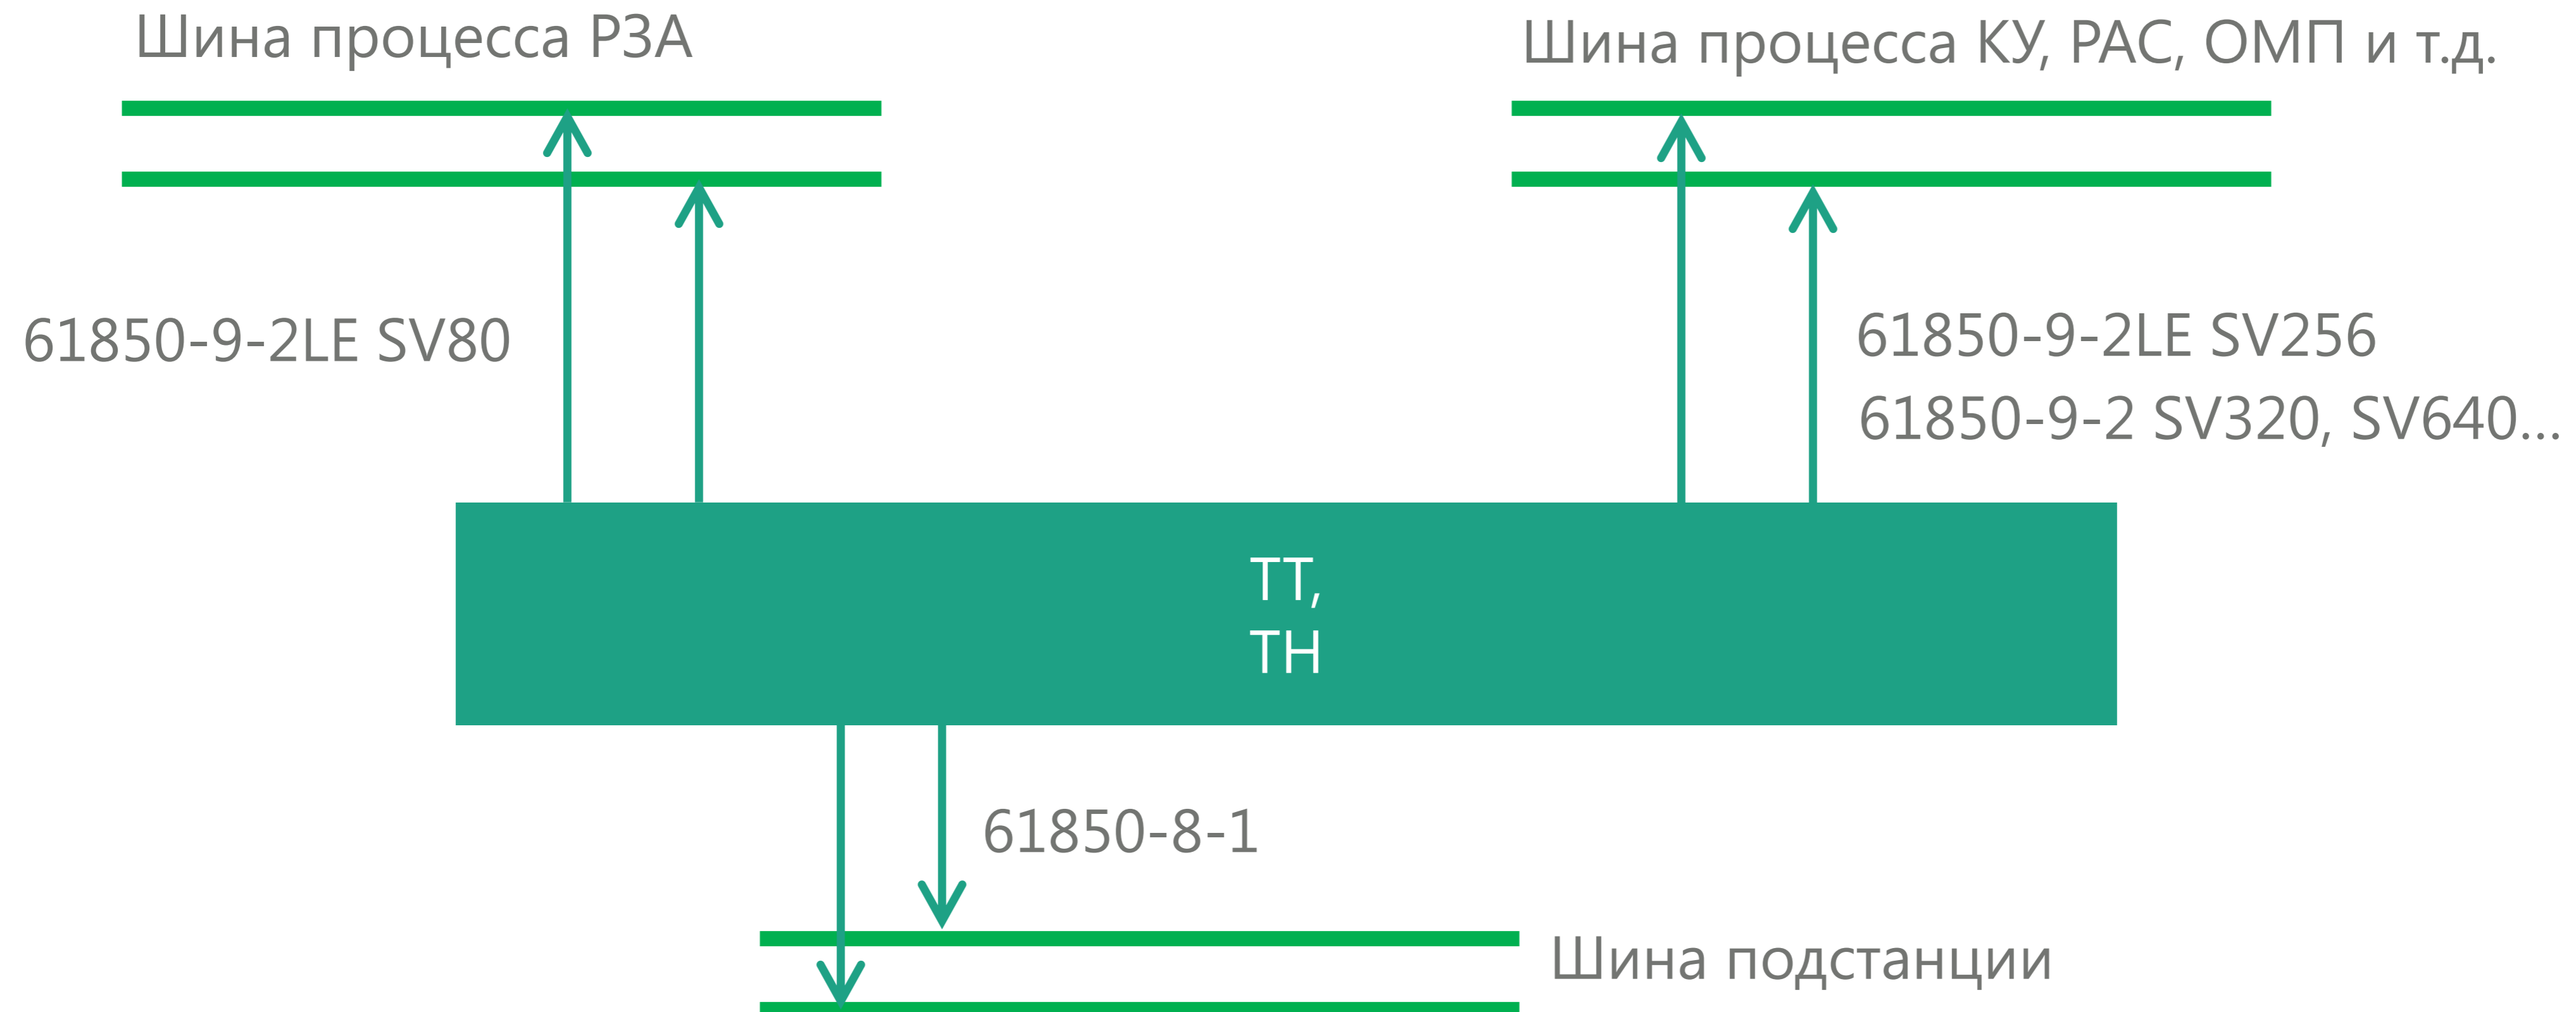 Шина процесса РЗА
Шина процесса КУ, РАС, ОМП и т.д.
61850-9-2LE SV80
61850-9-2LE SV256
61850-9-2 SV320, SV640...
ТТ,
ТН
61850-8-1
Шина подстанции